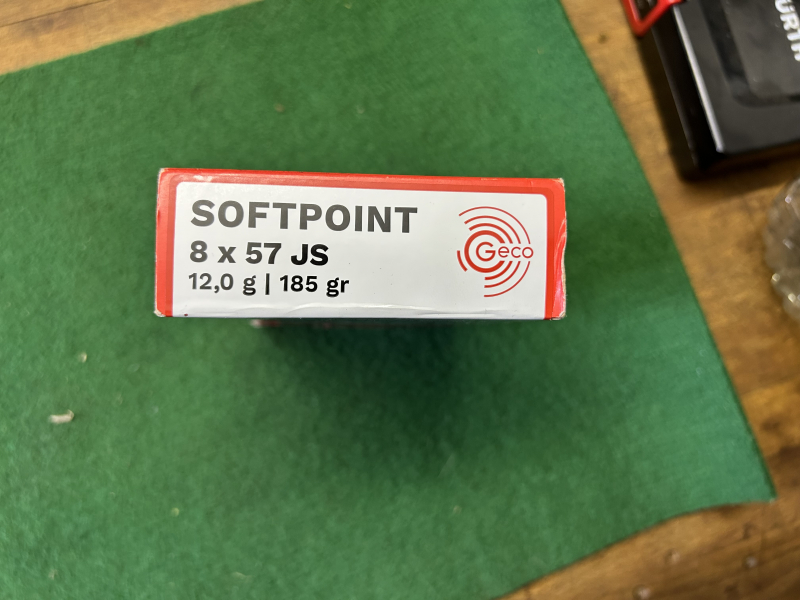 SOFTPOINT
8 x 57 JS
12,0 g | 185 gr
Geco